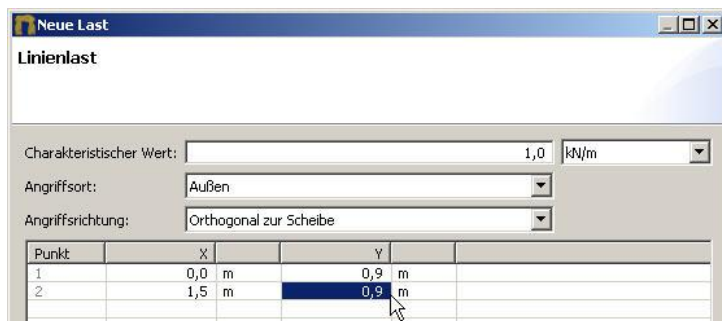 Neue Last
Linienlast
Charakteristischer Wert: 1,0 kN/m
Angriffsort: Außen
Angriffsrichtung: Orthogonal zur Scheibe
Punkt X Y
1 0,0 m 0,9 m
2 1,5 m 0,9 m